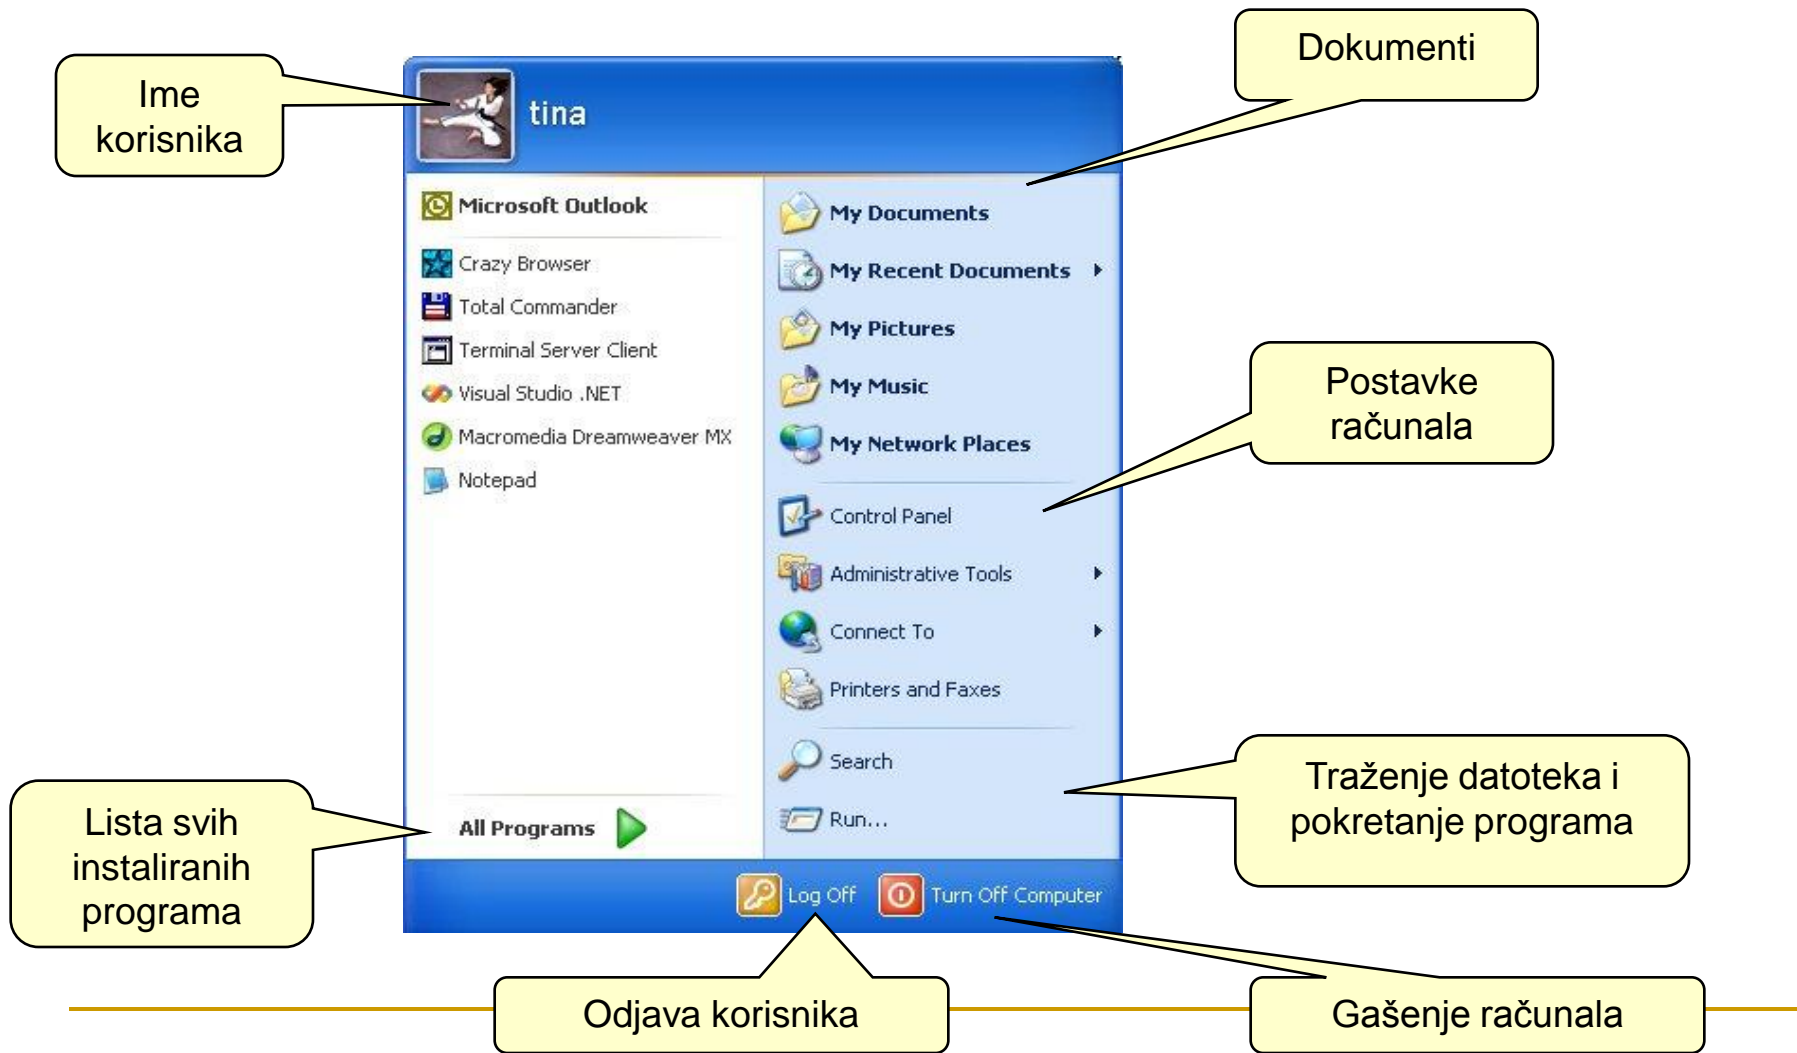 Dokumenti
Ime
korisnika
tina
Microsoft Outlook
Crazy Browser
Total Commander
Terminal Server Client
Visual Studio .NET
Macromedia Dreamweaver MX
Notepad
All Programs
My Documents
My Recent Documents
My Pictures
My Music
My Network Places
Control Panel
Administrative Tools
Connect To
Printers and Faxes
Search
Run...
Log Off
Turn Off Computer
Postavke
računala
Traženje datoteka i
pokretanje programa
Lista svih
instaliranih
programa
Odjava korisnika
Gašenje računala